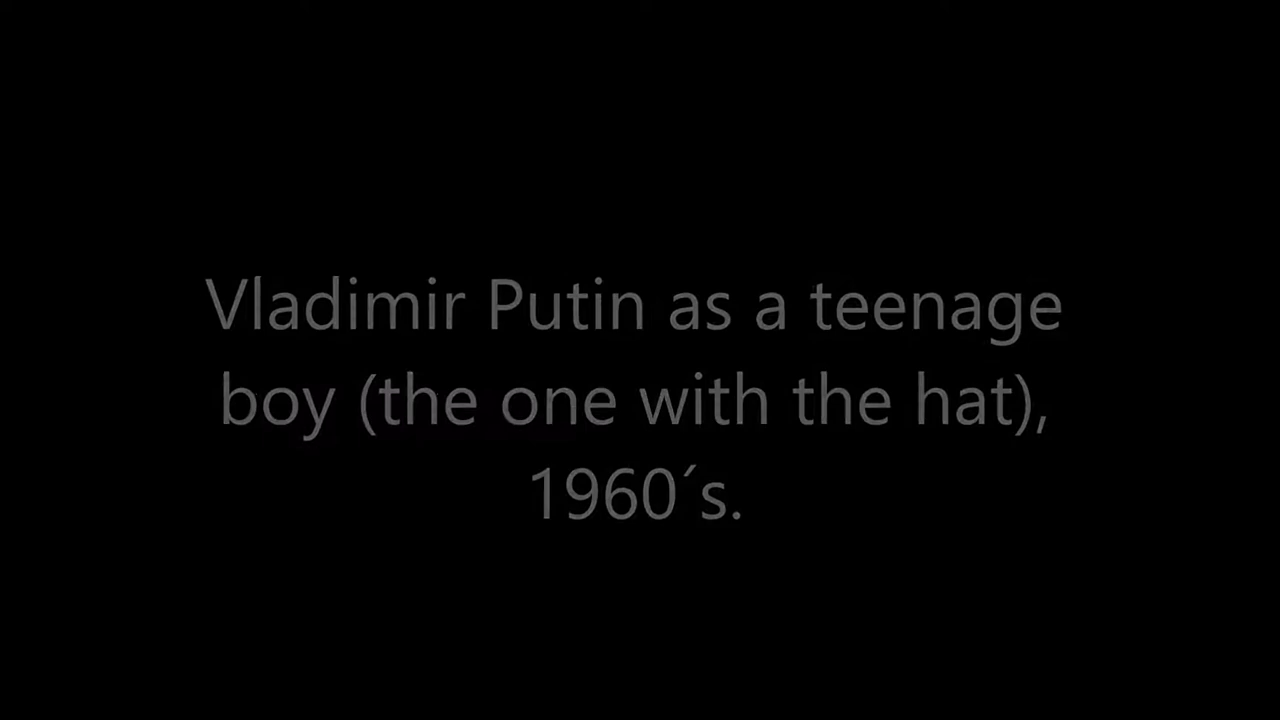 Vladimir Putin as a teenage
boy (the one with the hat),
1960´s.